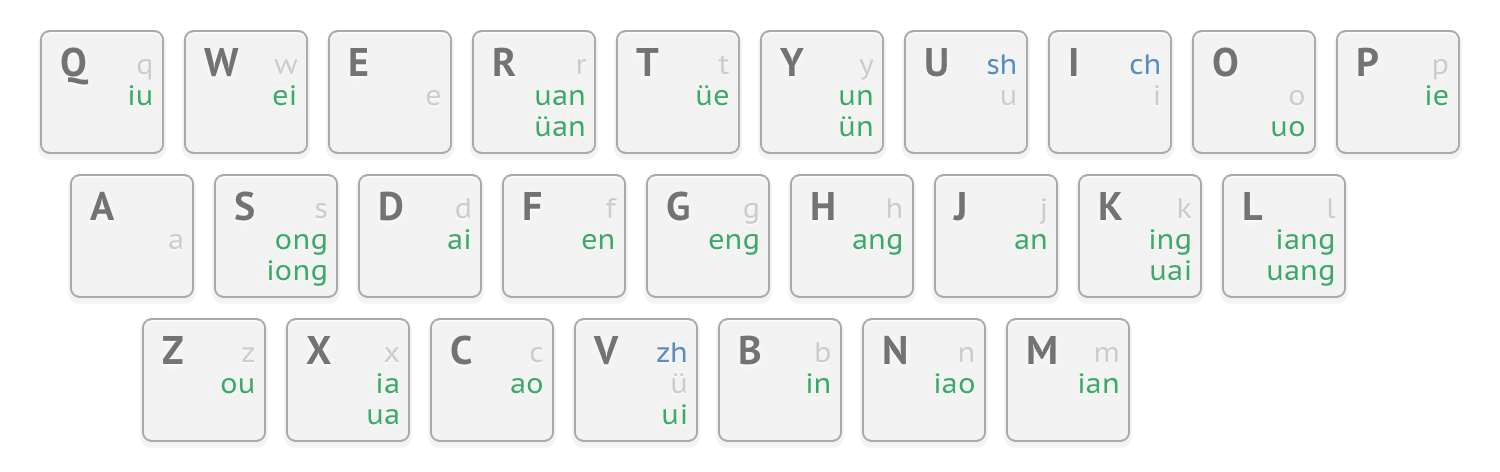 Q q W w E R r T t Y y U sh I ch O P p
iu ei e uan üe un u i o ie
üan ün uo
A S s D d F f G g H h J j K k L l
a ong ai en eng ang an ing iang
iong uai uang
Z z X x C c V zh B b N n M m
ou ia ao ü in iao ian
ua ui